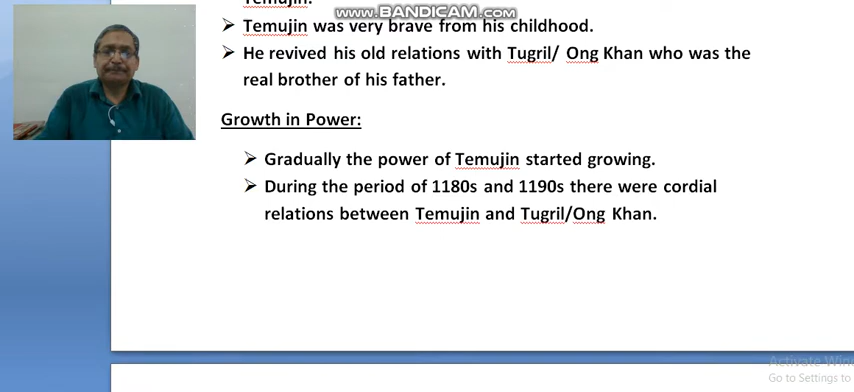 Temujin.
www.BANDICAM.com
➢ Temujin was very brave from his childhood.
➢ He revived his old relations with Tugril/ Ong Khan who was the
real brother of his father.
Growth in Power:
➢ Gradually the power of Temujin started growing.
➢ During the period of 1180s and 1190s there were cordial
relations between Temujin and Tugril/Ong Khan.
Activate Win
Go to Settings to